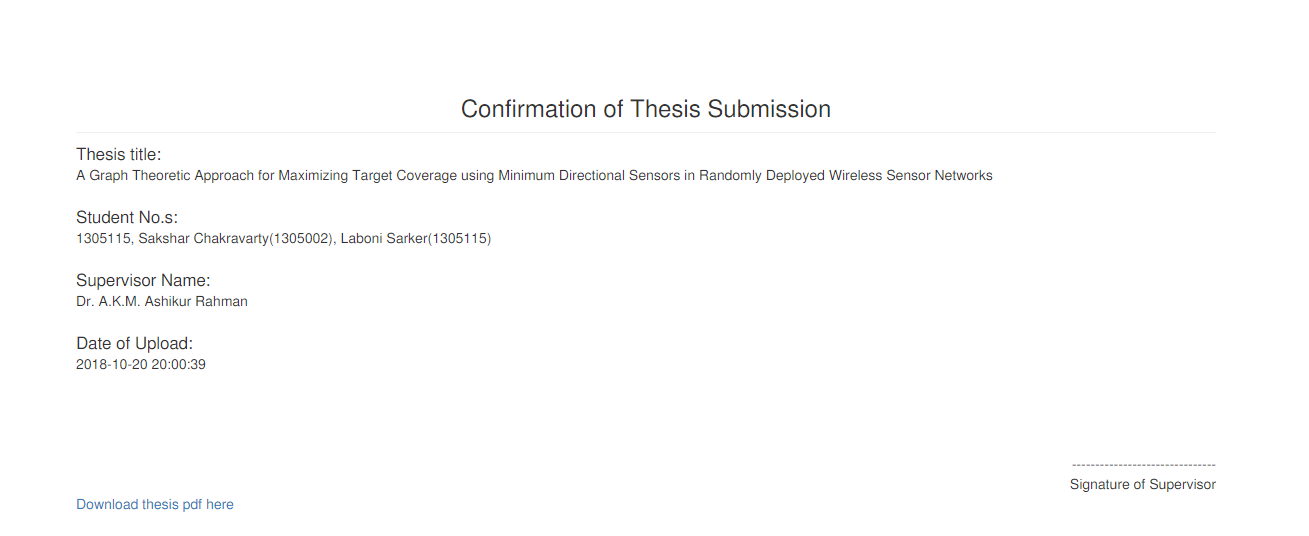 Confirmation of Thesis Submission
Thesis title:
A Graph Theoretic Approach for Maximizing Target Coverage using Minimum Directional Sensors in Randomly Deployed Wireless Sensor Networks
Student No.s:
1305115, Sakshar Chakravarty(1305002), Laboni Sarker(1305115)
Supervisor Name:
Dr. A.K.M. Ashikur Rahman
Date of Upload:
2018-10-20 20:00:39
-------------------------------
Signature of Supervisor
Download thesis pdf here